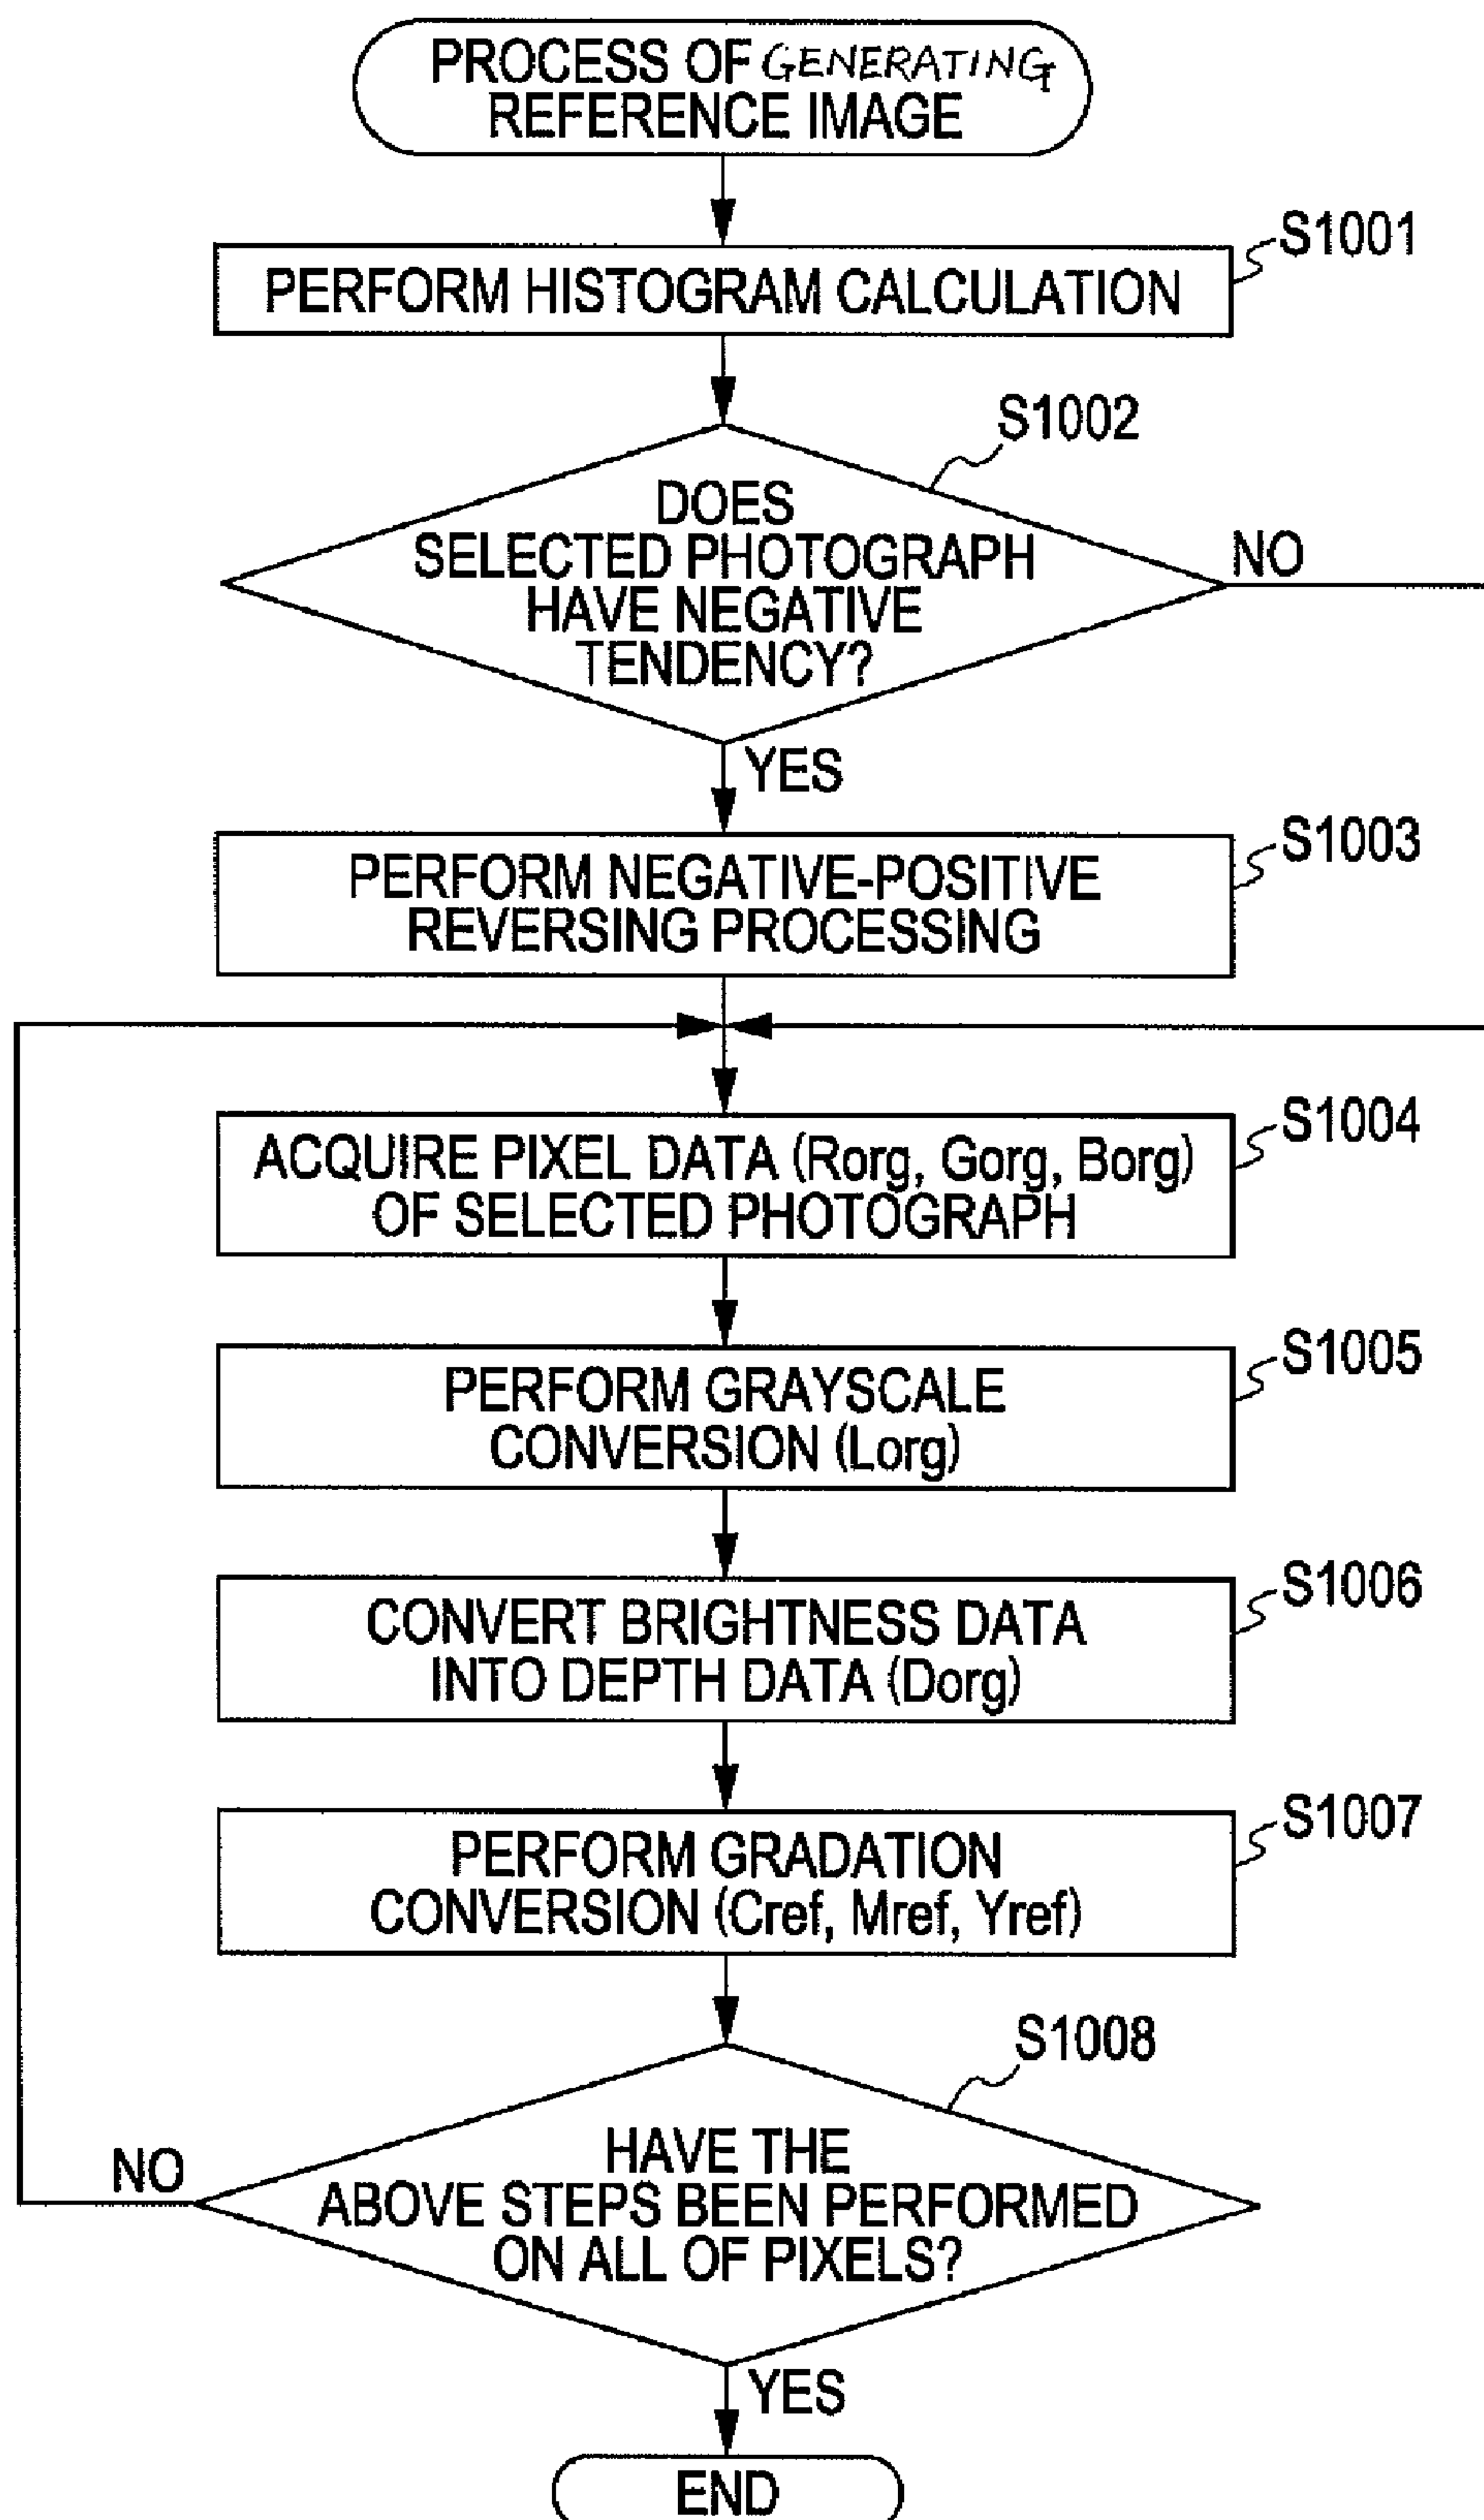 PROCESS OF GENERATING
REFERENCE IMAGE
S1001
PERFORM HISTOGRAM CALCULATION
S1002
DOES
SELECTED PHOTOGRAPH
HAVE NEGATIVE
TENDENCY?
NO
YES
S1003
PERFORM NEGATIVE-POSITIVE
REVERSING PROCESSING
S1004
ACQUIRE PIXEL DATA (Rorg, Gorg, Borg)
OF SELECTED PHOTOGRAPH
S1005
PERFORM GRAYSCALE
CONVERSION (Lorg)
S1006
CONVERT BRIGHTNESS DATA
INTO DEPTH DATA (Dorg)
S1007
PERFORM GRADATION
CONVERSION (Cref, Mref, Yref)
S1008
HAVE THE
ABOVE STEPS BEEN PERFORMED
ON ALL OF PIXELS?
NO
YES
END